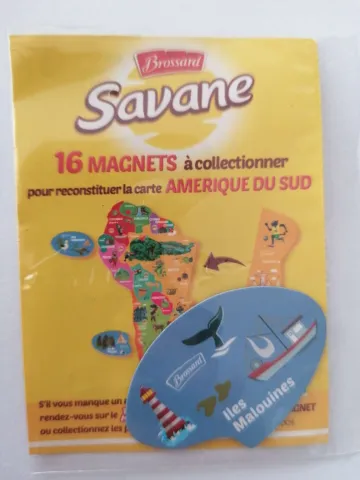 Brossard
Savane
16 MAGNETS à collectionner
pour reconstituer la carte AMERIQUE DU SUD
Brossard
Iles
Malouines
S'il vous manque un
rendez-vous sur le
MAGNET
ou collectionnez les